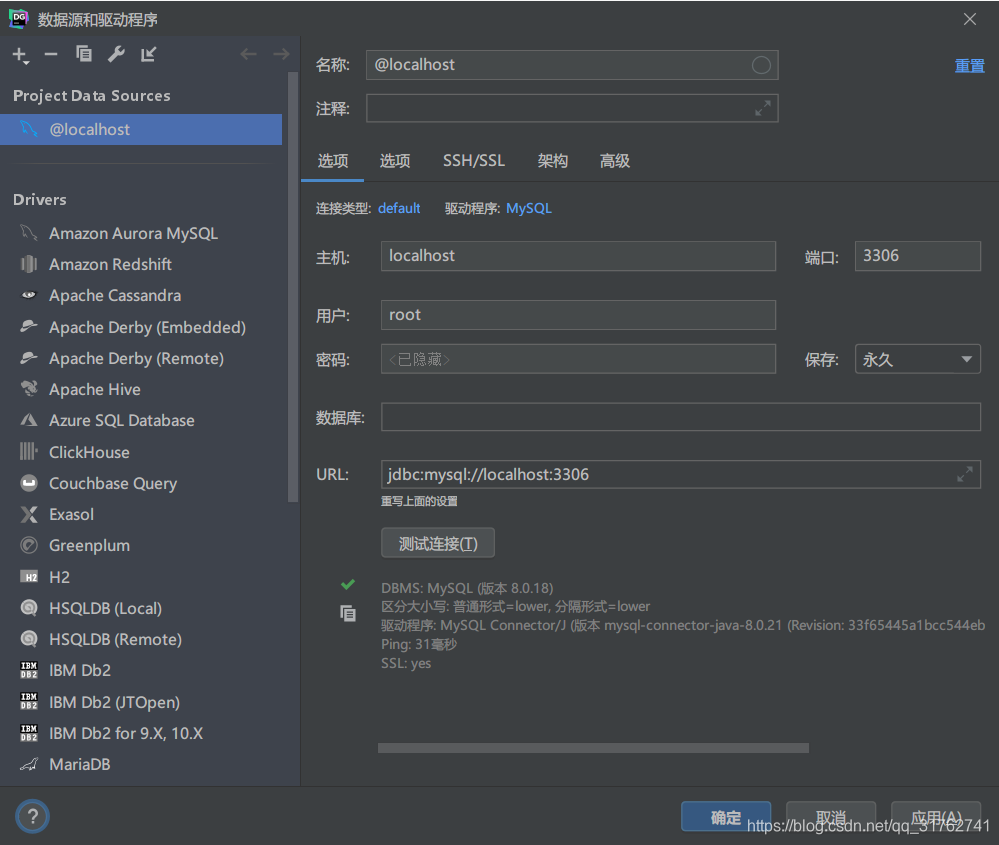 DG
数据源和驱动程序
Project Data Sources
@localhost
Drivers
Amazon Aurora MySQL
Amazon Redshift
Apache Cassandra
Apache Derby (Embedded)
Apache Derby (Remote)
Apache Hive
Azure SQL Database
ClickHouse
Couchbase Query
Exasol
Greenplum
H2 H2
HSQLDB (Local)
HSQLDB (Remote)
IBM DB2 IBM Db2
IBM DB2 IBM Db2 (JTOpen)
IBM DB2 IBM Db2 for 9.X, 10.X
MariaDB
名称: @localhost 重置
注释:
选项 选项 SSH/SSL 架构 高级
连接类型: default 驱动程序: MySQL
主机: localhost 端口: 3306
用户: root
密码: <已隐藏> 保存: 永久
数据库:
URL: jdbc:mysql://localhost:3306
重写上面的设置
测试连接(T)
DBMS: MySQL (版本 8.0.18)
区分大小写: 普通形式=lower, 分隔形式=lower
驱动程序: MySQL Connector/J (版本 mysql-connector-java-8.0.21 (Revision: 33f65445a1bcc544eb
Ping: 31毫秒
SSL: yes
?
确定 取消 应用(A)
https://blog.csdn.net/qq_31762741